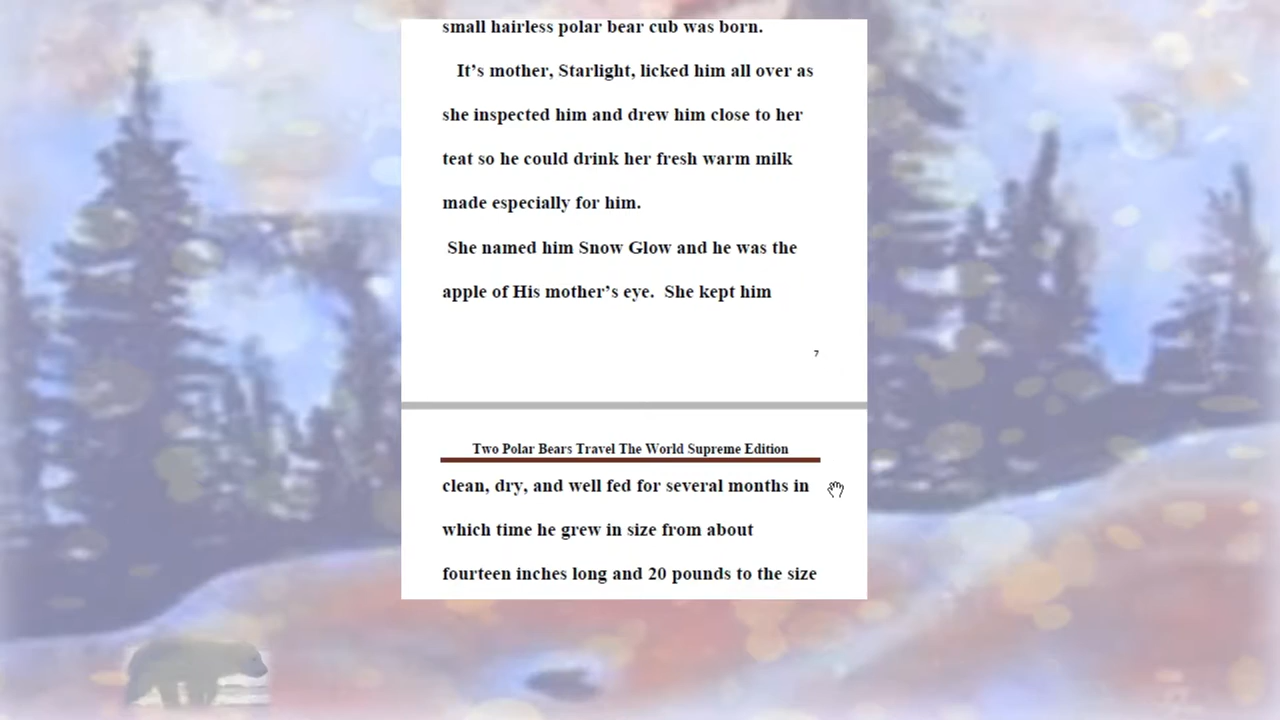 small hairless polar bear cub was born.
It’s mother, Starlight, licked him all over as
she inspected him and drew him close to her
teat so he could drink her fresh warm milk
made especially for him.
She named him Snow Glow and he was the
apple of His mother’s eye.  She kept him
7
Two Polar Bears Travel The World Supreme Edition
clean, dry, and well fed for several months in
which time he grew in size from about
fourteen inches long and 20 pounds to the size